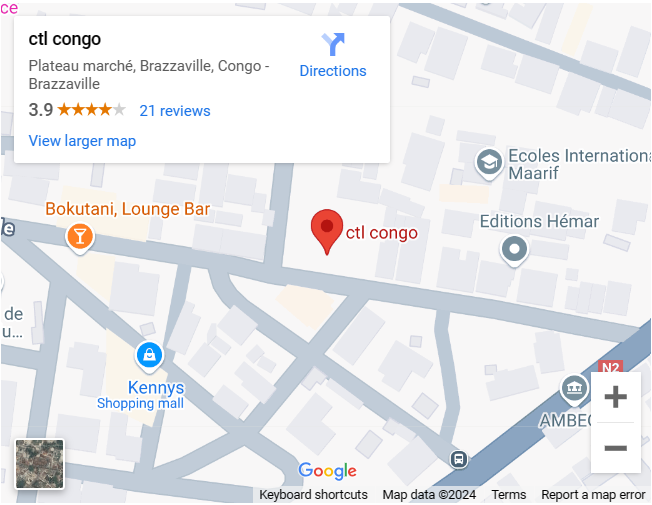 ce
ctl congo
Plateau marché, Brazzaville, Congo -
Brazzaville
Directions
3.9
21 reviews
View larger map
Ecoles Internationa
Maarif
Bokutani, Lounge Bar
Editions Hémar
ctl congo
le
de
u...
Kennys
Shopping mall
N2
AMBEC
Google
Keyboard shortcuts
Map data ©2024
Terms
Report a map error